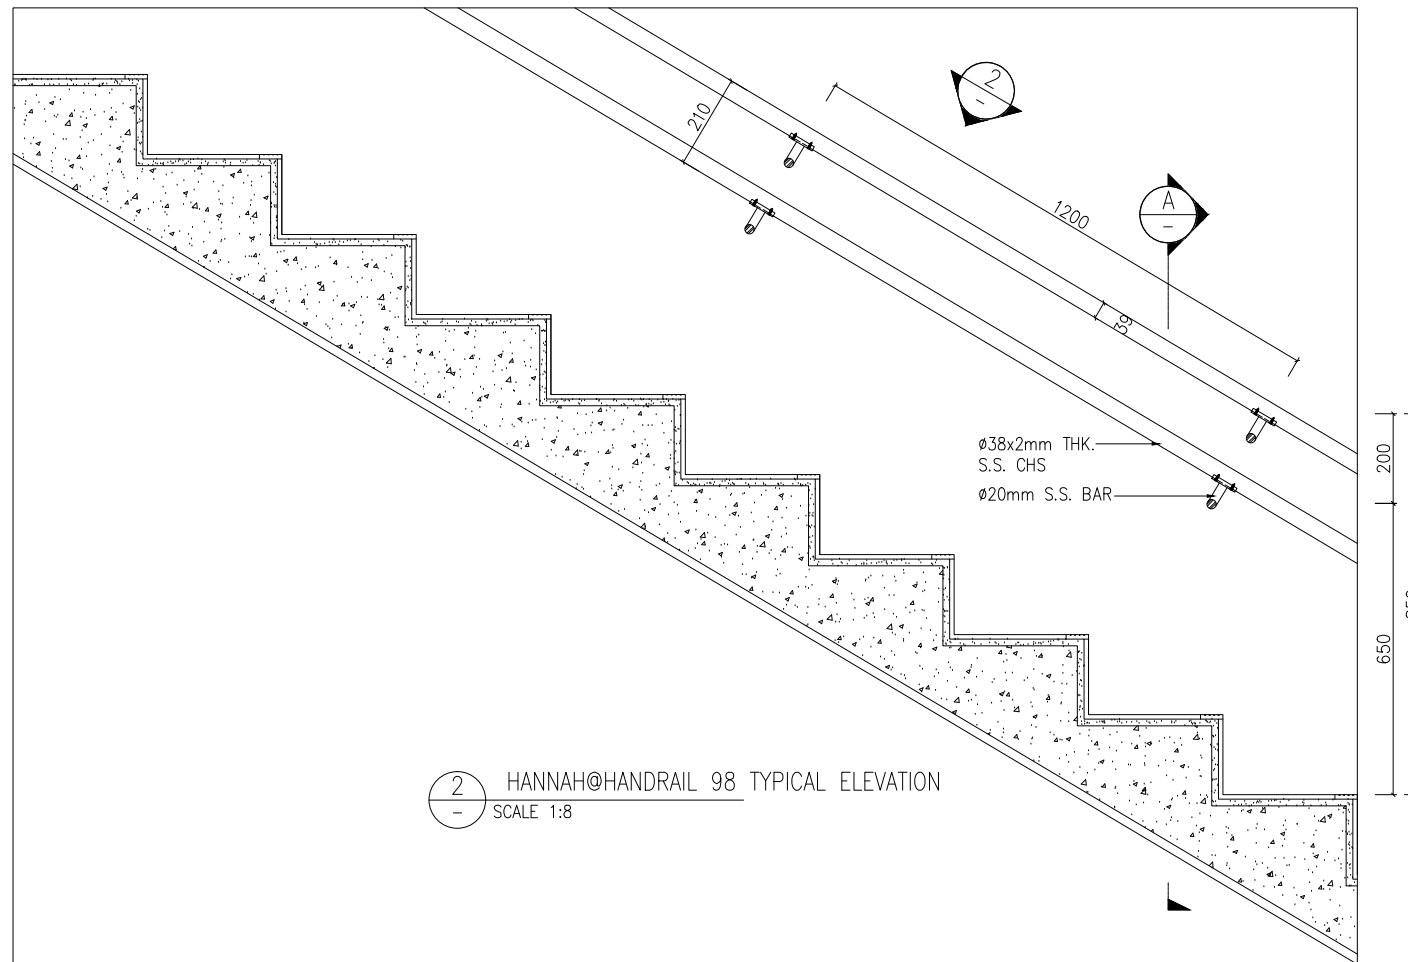 2
-
210
A
-
1200
39
Ø38x2mm THK.
S.S. CHS
Ø20mm S.S. BAR
200
650
2
-
HANNAH@HANDRAIL 98 TYPICAL ELEVATION
SCALE 1:8